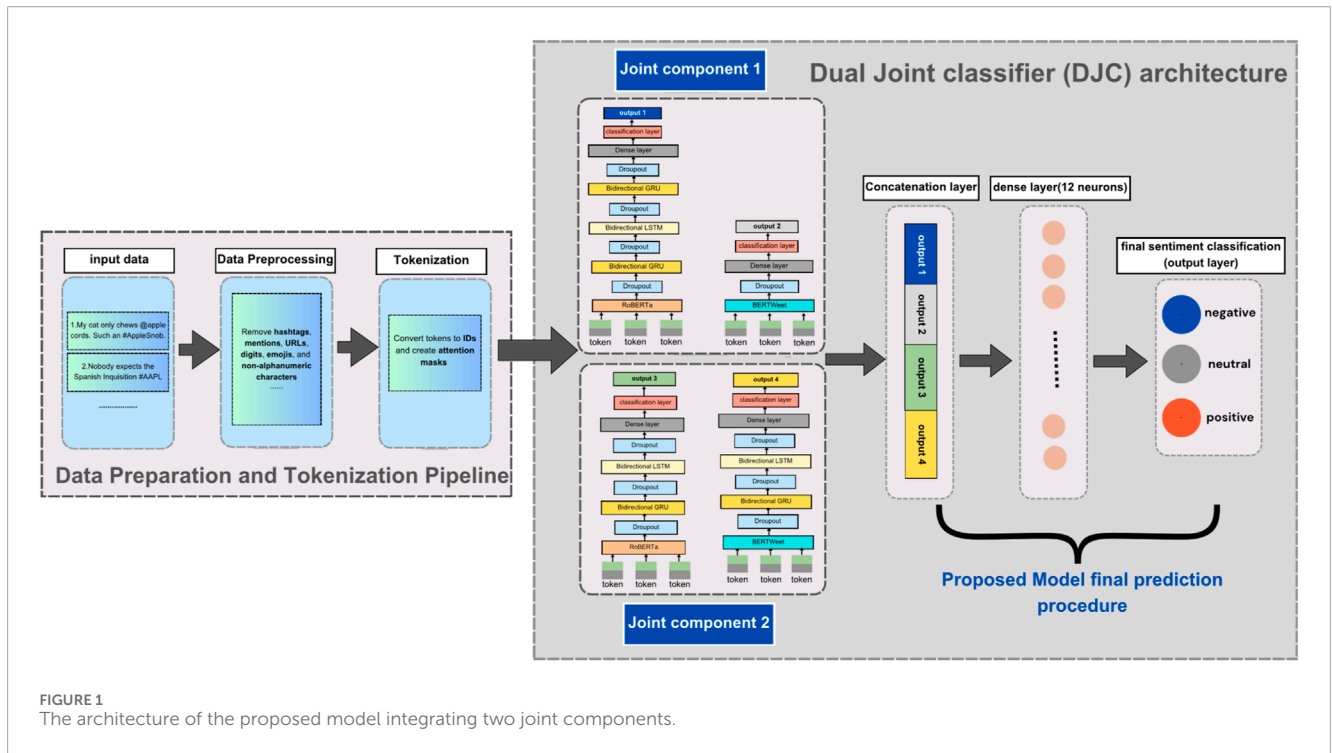 Joint component 1
Dual Joint classifier (DJC) architecture
output 1
classification layer
Dense layer
Droupout
Bidirectional GRU
Droupout
Bidirectional LSTM
Droupout
Bidirectional GRU
Droupout
RoBERTa
token token token
output 2
classification layer
Dense layer
Droupout
BERTWeet
token token token
input data
1.My cat only chews @apple
cords. Such an #AppleSnob.
2.Nobody expects the
Spanish Inquisition #AAPL
..................
Data Preprocessing
Remove hashtags,
mentions, URLs,
digits, emojis, and
non-alphanumeric
characters
......
Tokenization
Convert tokens to IDs
and create attention
masks
Data Preparation and Tokenization Pipeline
output 3
classification layer
Dense layer
Droupout
Bidirectional LSTM
Droupout
Bidirectional GRU
Droupout
RoBERTa
token token token
output 4
classification layer
Dense layer
Droupout
Bidirectional LSTM
Droupout
Bidirectional GRU
Droupout
BERTWeet
token token token
Joint component 2
Concatenation layer
output 1
output 2
output 3
output 4
dense layer(12 neurons)
final sentiment classification
(output layer)
negative
neutral
positive
Proposed Model final prediction
procedure
FIGURE 1
The architecture of the proposed model integrating two joint components.